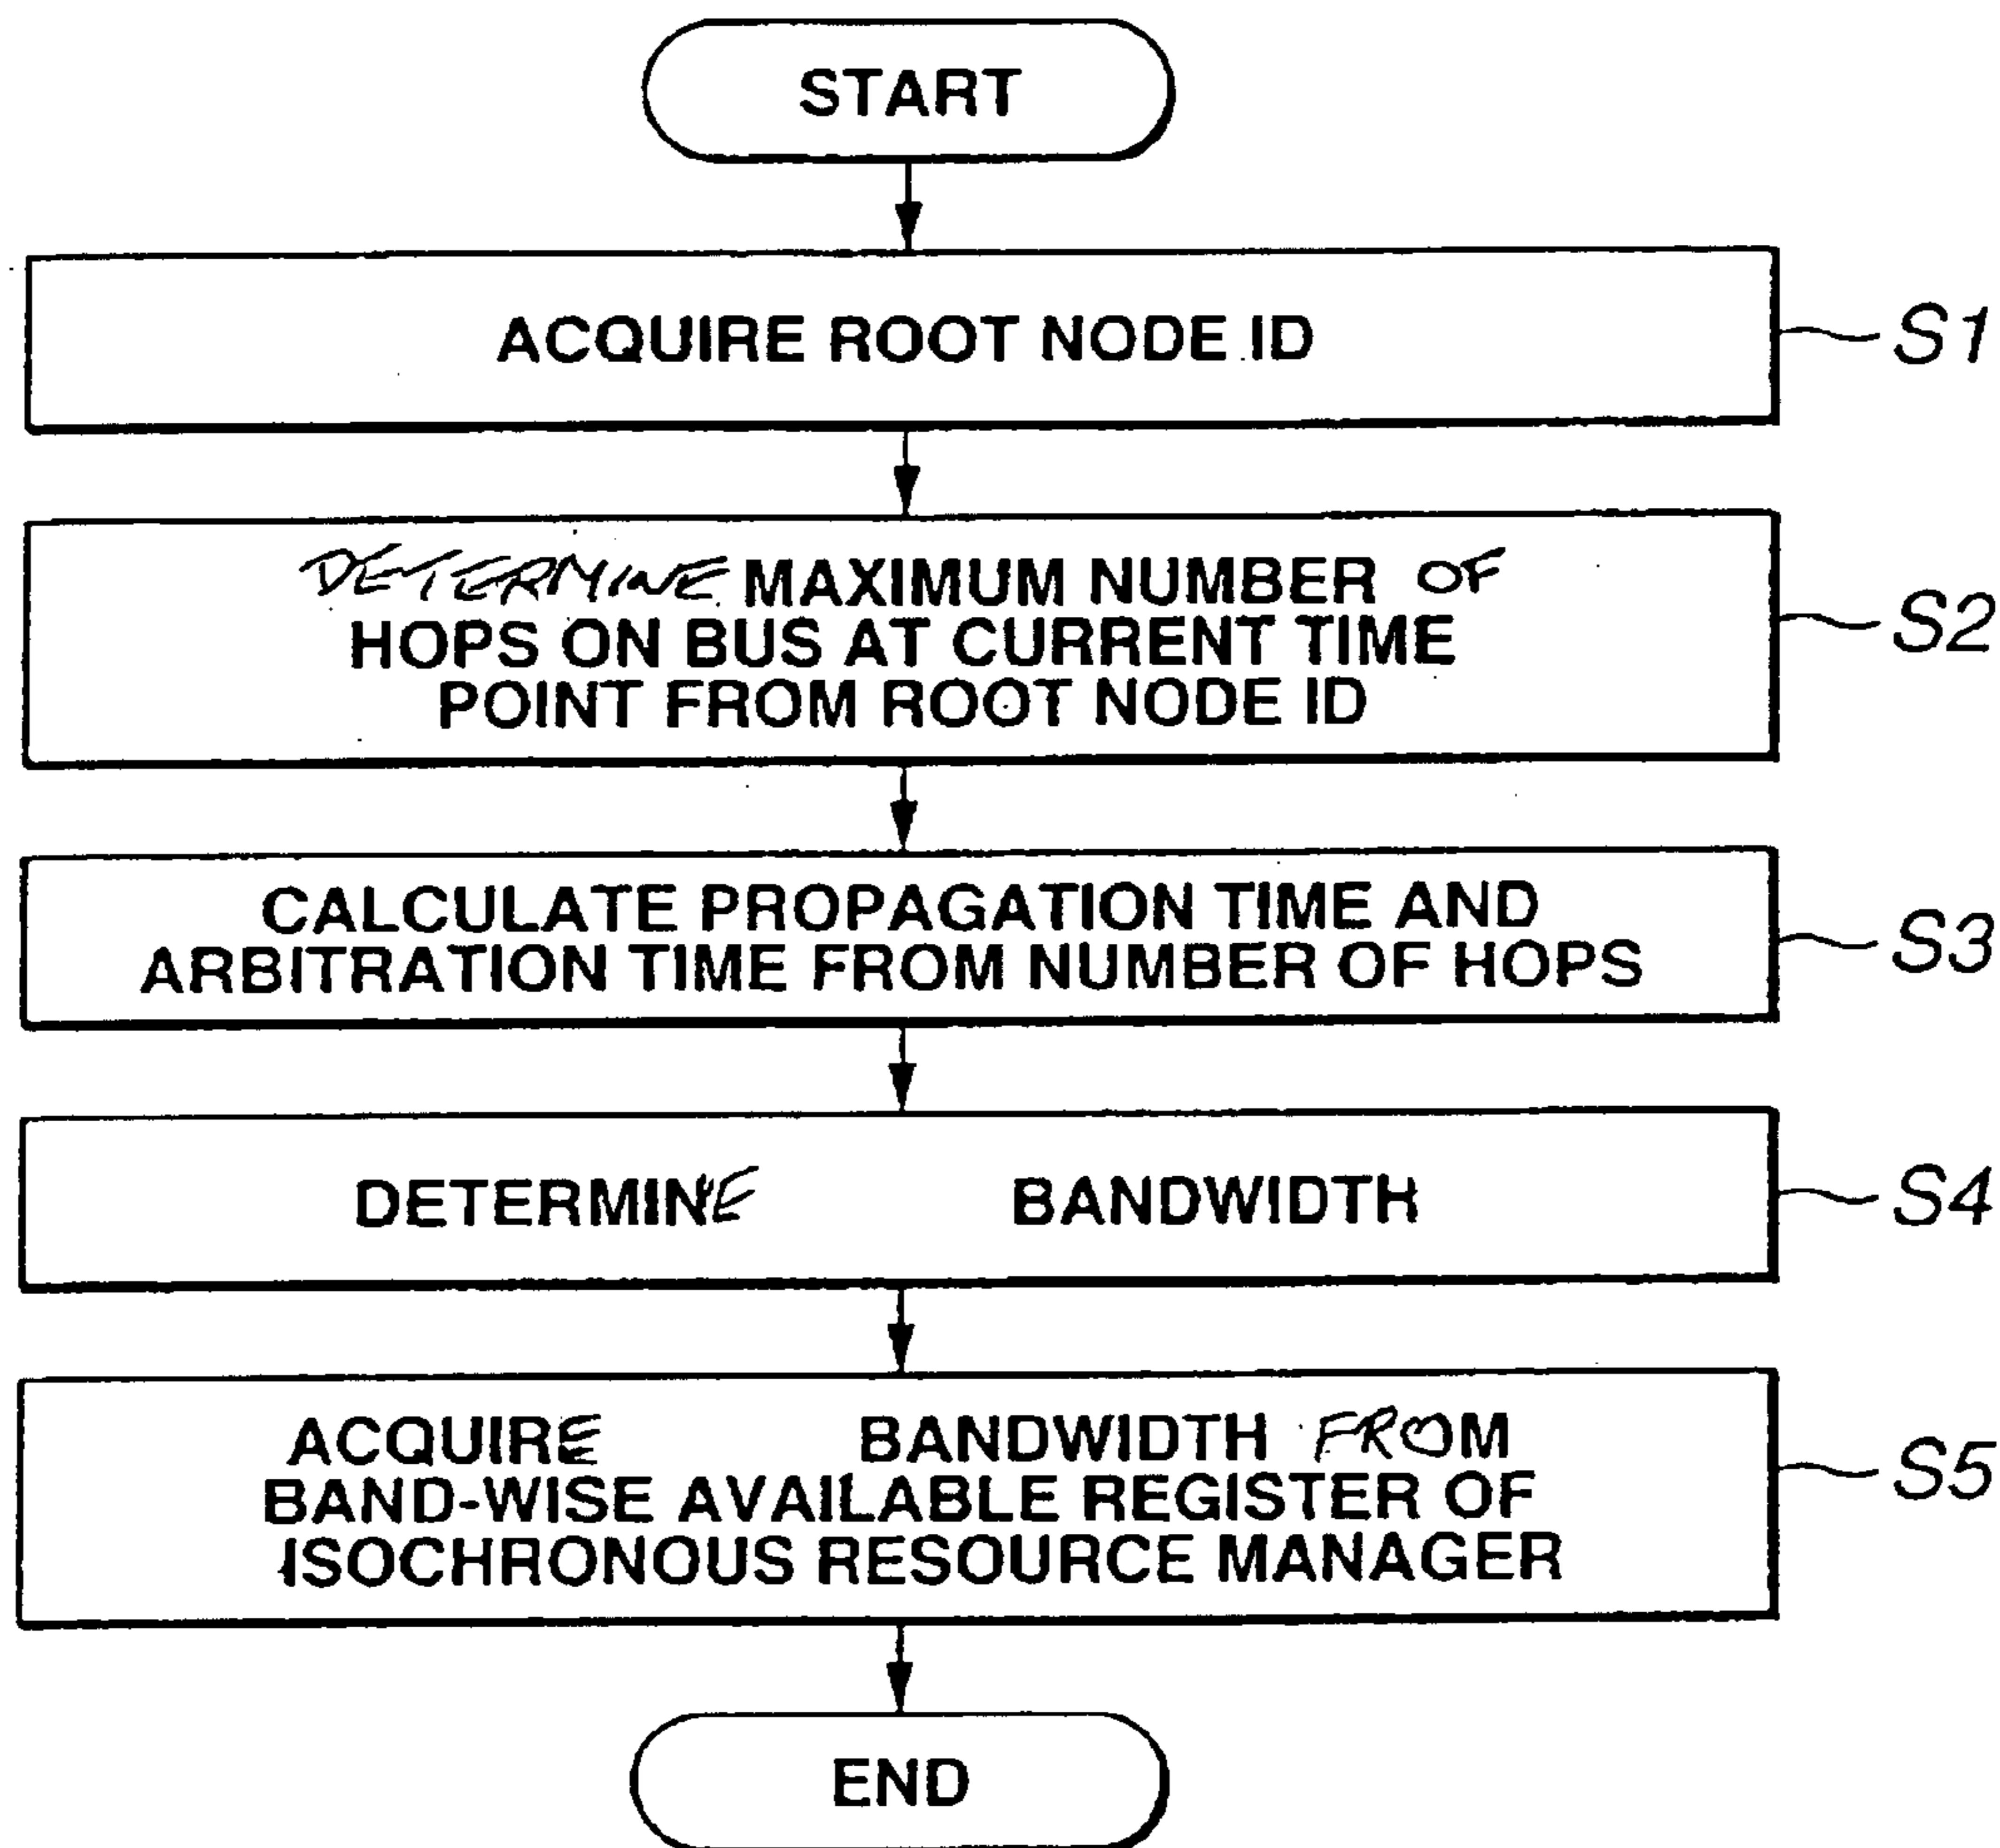 START
ACQUIRE ROOT NODE ID
S1
DETERMINE MAXIMUM NUMBER OF
HOPS ON BUS AT CURRENT TIME
POINT FROM ROOT NODE ID
S2
CALCULATE PROPAGATION TIME AND
ARBITRATION TIME FROM NUMBER OF HOPS
S3
DETERMINE BANDWIDTH
S4
ACQUIRE BANDWIDTH FROM
BAND-WISE AVAILABLE REGISTER OF
ISOCHRONOUS RESOURCE MANAGER
S5
END